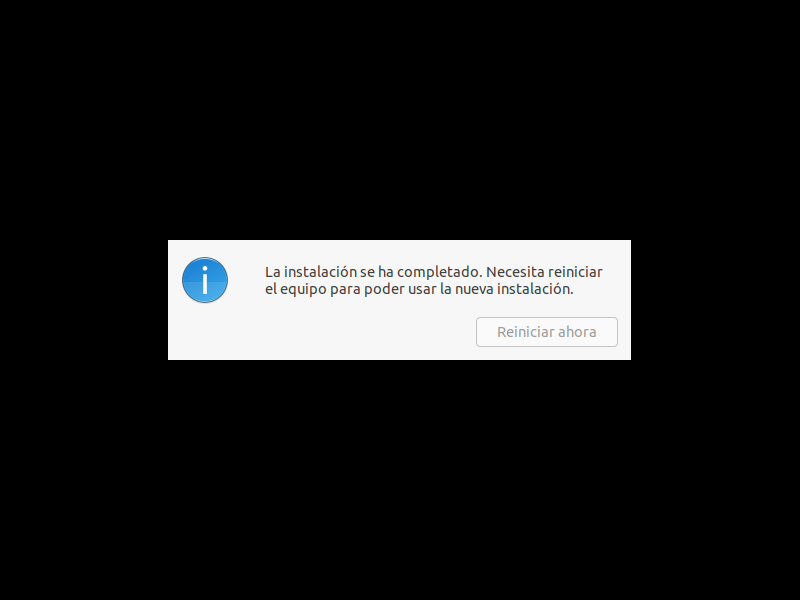 La instalación se ha completado. Necesita reiniciar
el equipo para poder usar la nueva instalación.
Reiniciar ahora